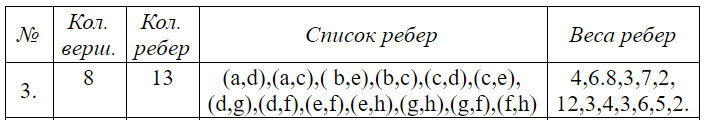 № Кол. верш. Кол. ребер Список ребер Веса ребер
3. 8 13 (a,d),(a,c),( b,e),(b,c),(c,d),(c,e), 4,6.8,3,7,2,
(d,g),(d,f),(e,f),(e,h),(g,h),(g,f),(f,h) 12,3,4,3,6,5,2.